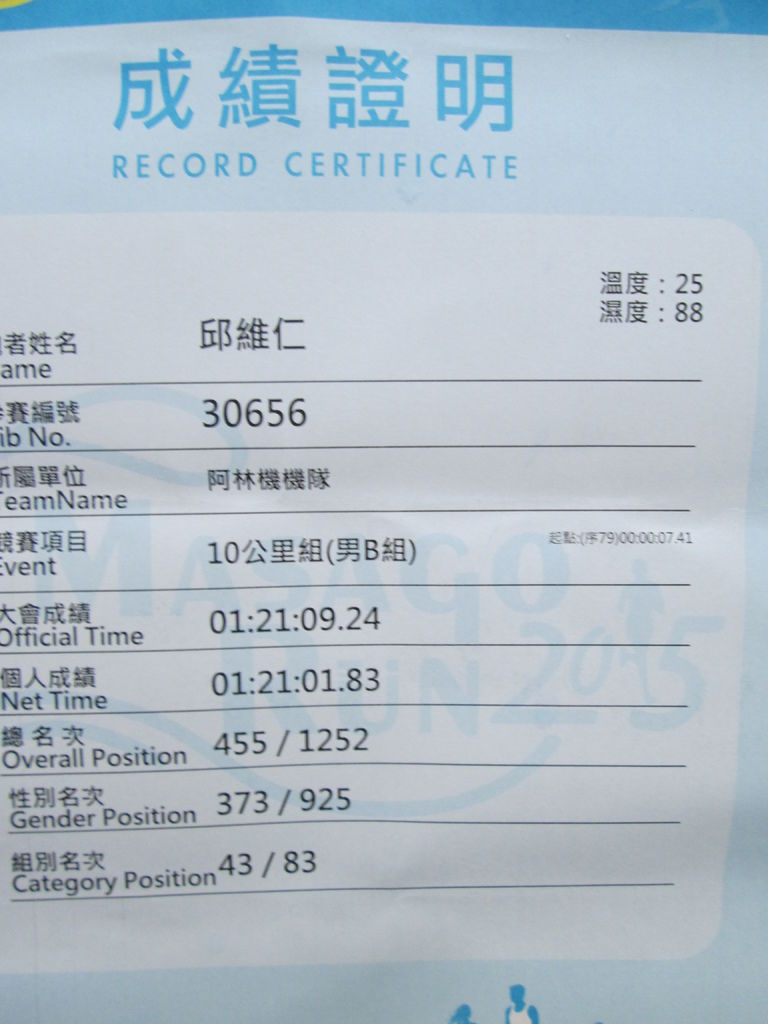 成績證明
RECORD CERTIFICATE
溫度：25
濕度：88
者姓名 邱維仁
ame
賽編號 30656
ib No.
所屬單位 阿林機機隊
TeamName
競賽項目 10公里組(男B組) 起點:(序79)00:00:07.41
Event
大會成績 01:21:09.24
Official Time
個人成績 01:21:01.83
Net Time
總名次 455 / 1252
Overall Position
性別名次 373 / 925
Gender Position
組別名次 43 / 83
Category Position
MASAGO
RUN 2015